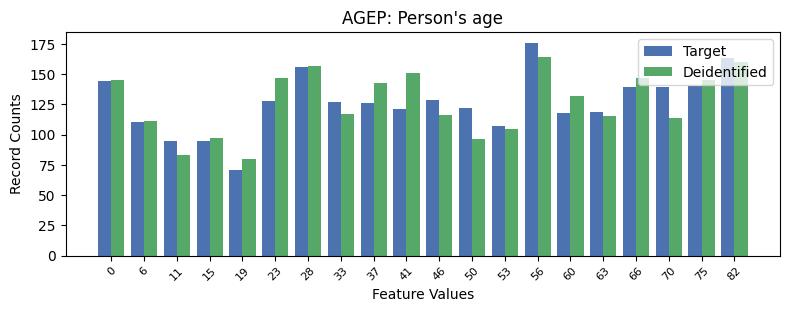 AGEP: Person's age
Record Counts
175
150
125
100
75
50
25
0
Target
Deidentified
0 6 11 15 19 23 28 33 37 41 46 50 53 56 60 63 66 70 75 82
Feature Values